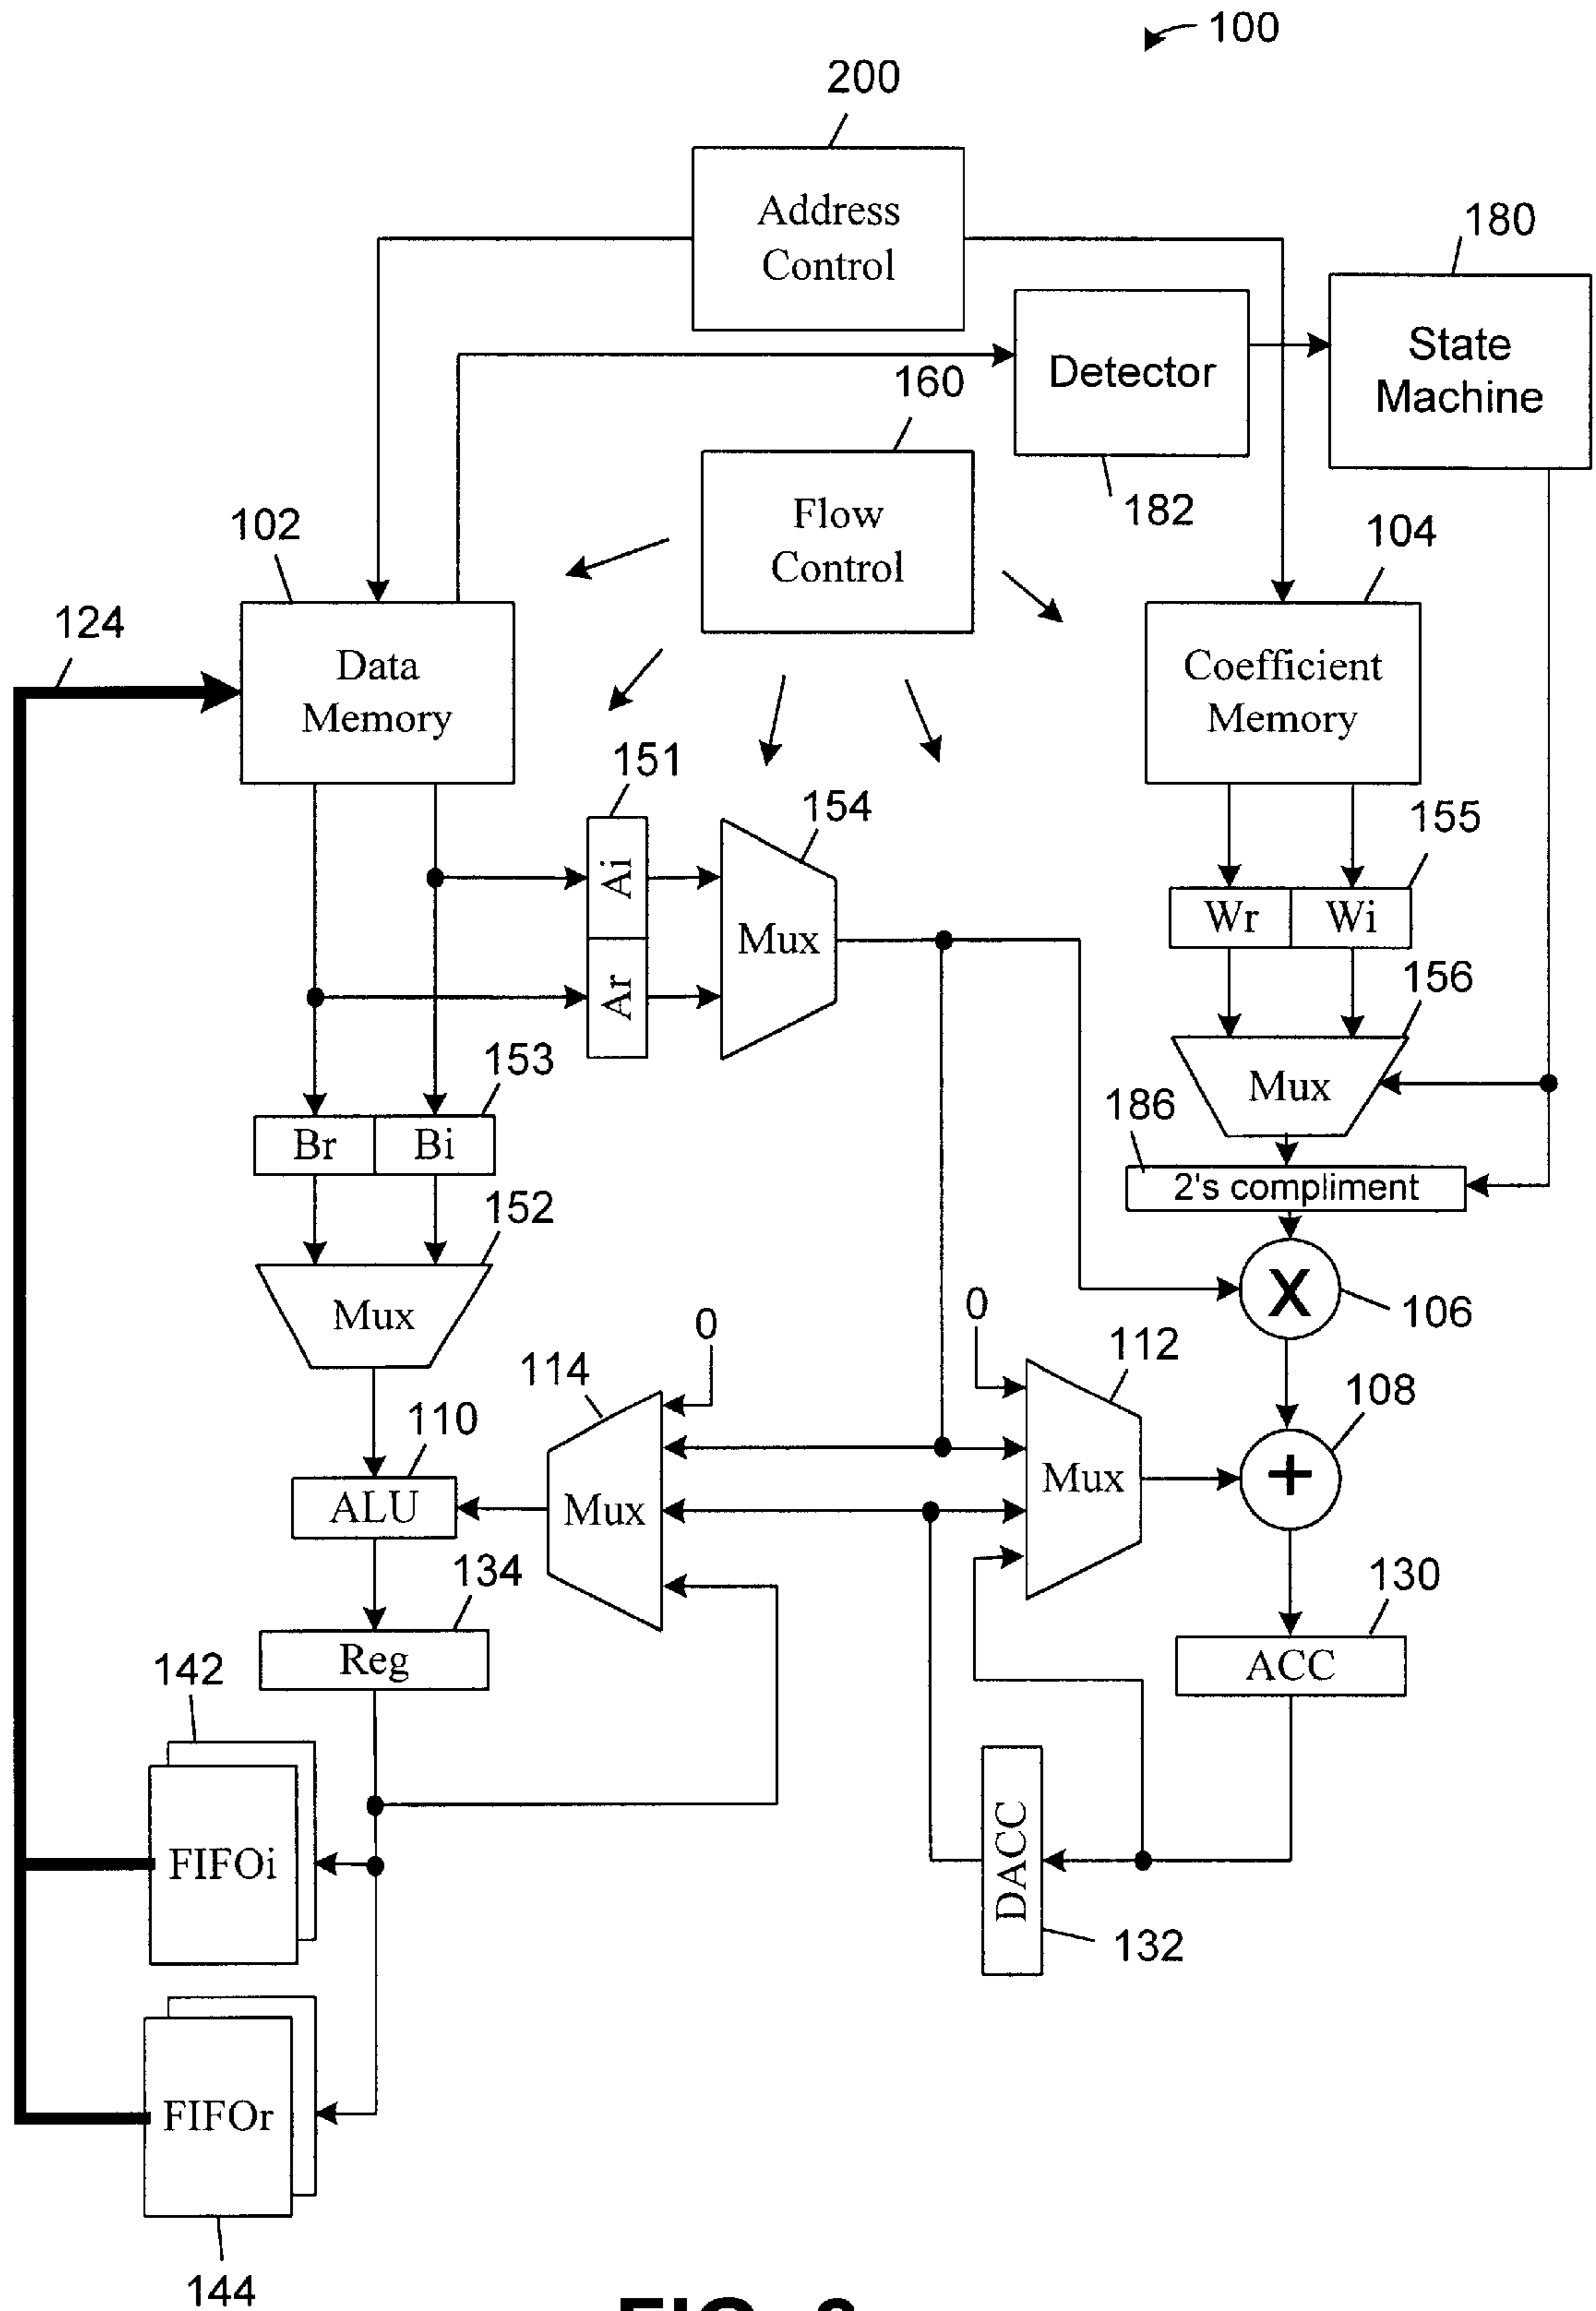 100
200
Address
Control
180
State
Machine
Detector
160
182
Flow
Control
102
104
124
Data
Memory
Coefficient
Memory
151
154
155
Ai
Ar
Mux
Wr
Wi
156
153
Mux
186
Br
Bi
2's compliment
152
Mux
X
106
0
0
114
112
108
110
ALU
Mux
Mux
+
134
130
Reg
ACC
142
FIFOi
DACC
132
FIFOr
144